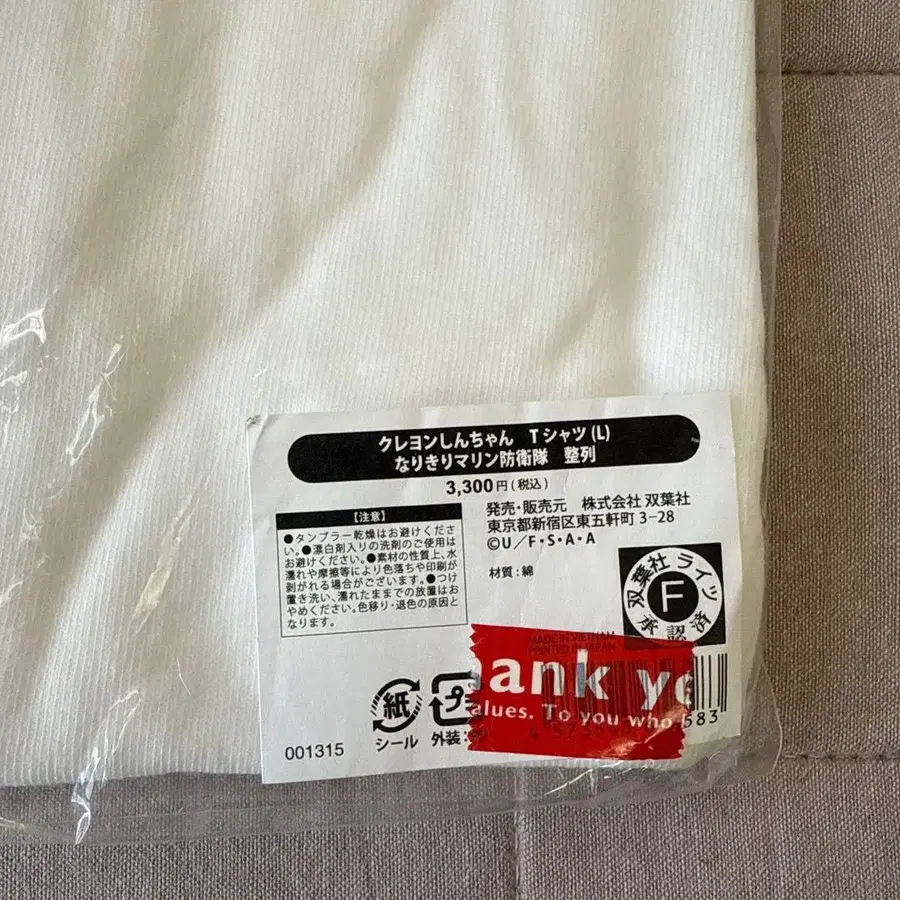 クレヨンしんちゃん　Tシャツ(L)
なりきりマリン防衛隊　整列
3,300円(税込)
【注意】
●タンブラー乾燥はお避けくださ
い。●漂白剤入りの洗剤のご使用は
お避けください。●素材の性質上、水
濡れや摩擦等により色落ちや印刷が
剥がれる場合がございます。●つけ
置き洗い、濡れたままでの放置はお
やめください。色移り・退色の原因と
なります。
発売・販売元　株式会社 双葉社
東京都新宿区東五軒町 3-28
©U／F・S・A・A
材質：綿
双葉社ライツ
F
承認済
MADE IN VIETNAM
PRINTED IN JAPAN
ank
alues. To you who
583
紙
プラ
シール
外装：
001315